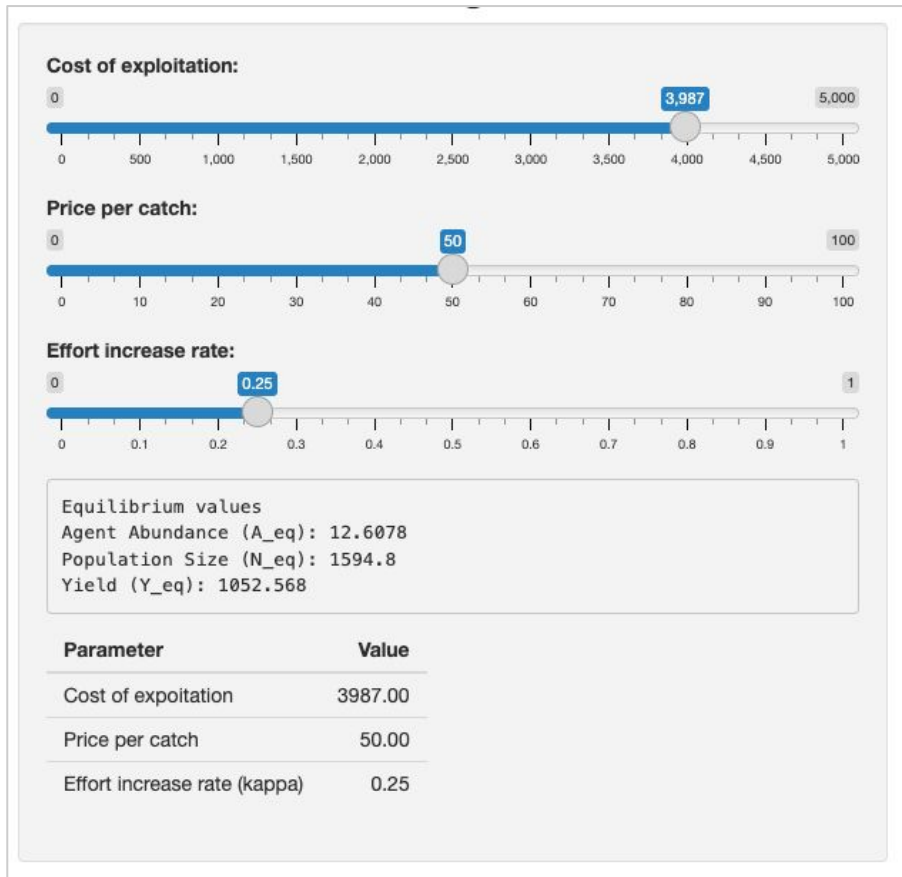 Cost of exploitation:
0 3,987 5,000
0 500 1,000 1,500 2,000 2,500 3,000 3,500 4,000 4,500 5,000
Price per catch:
0 50 100
0 10 20 30 40 50 60 70 80 90 100
Effort increase rate:
0 0.25 1
0 0.1 0.2 0.3 0.4 0.5 0.6 0.7 0.8 0.9 1
Equilibrium values
Agent Abundance (A_eq): 12.6078
Population Size (N_eq): 1594.8
Yield (Y_eq): 1052.568
Parameter Value
Cost of expoitation 3987.00
Price per catch 50.00
Effort increase rate (kappa) 0.25